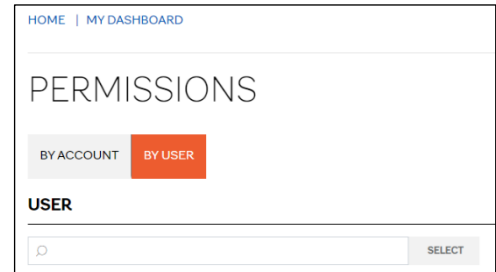 HOME | MY DASHBOARD
PERMISSIONS
BY ACCOUNT BY USER
USER
SELECT